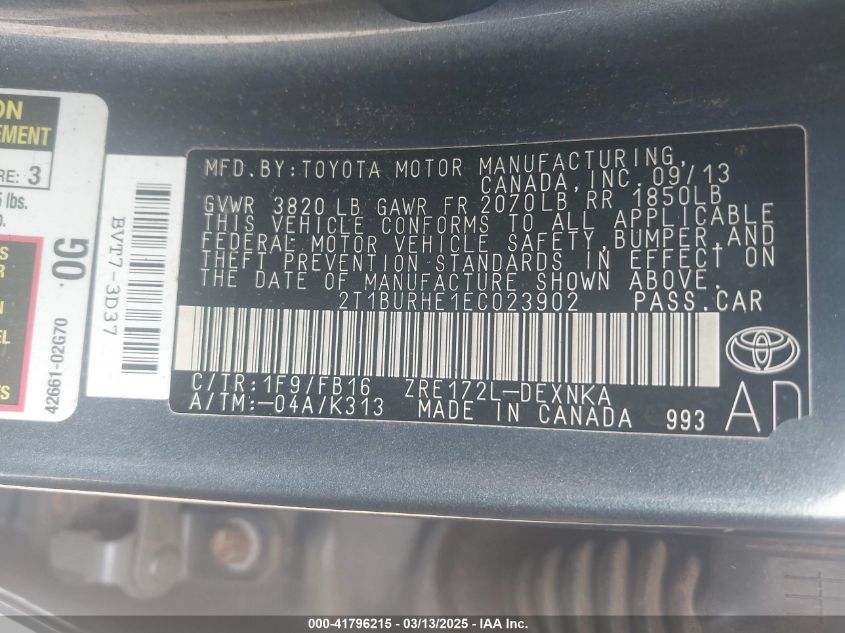 ON
EMENT
RE: 3
5 lbs.
0G
42661-02G70
BVT7-3D37
MFD.BY:TOYOTA MOTOR MANUFACTURING,
CANADA,INC.09/13
GVWR 3820 LB GAWR FR 2070LB RR 1850LB
THIS VEHICLE CONFORMS TO ALL APPLICABLE
FEDERAL MOTOR VEHICLE SAFETY,BUMPER,AND
THEFT PREVENTION STANDARDS IN EFFECT ON
THE DATE OF MANUFACTURE SHOWN ABOVE.
2T1BURHE1EC023902 PASS.CAR
C/TR:1F9/FB16 ZRE172L-DEXNKA
A/TM:-04A/K313 MADE IN CANADA 993
AD
000-41796215 - 03/13/2025 - IAA Inc.